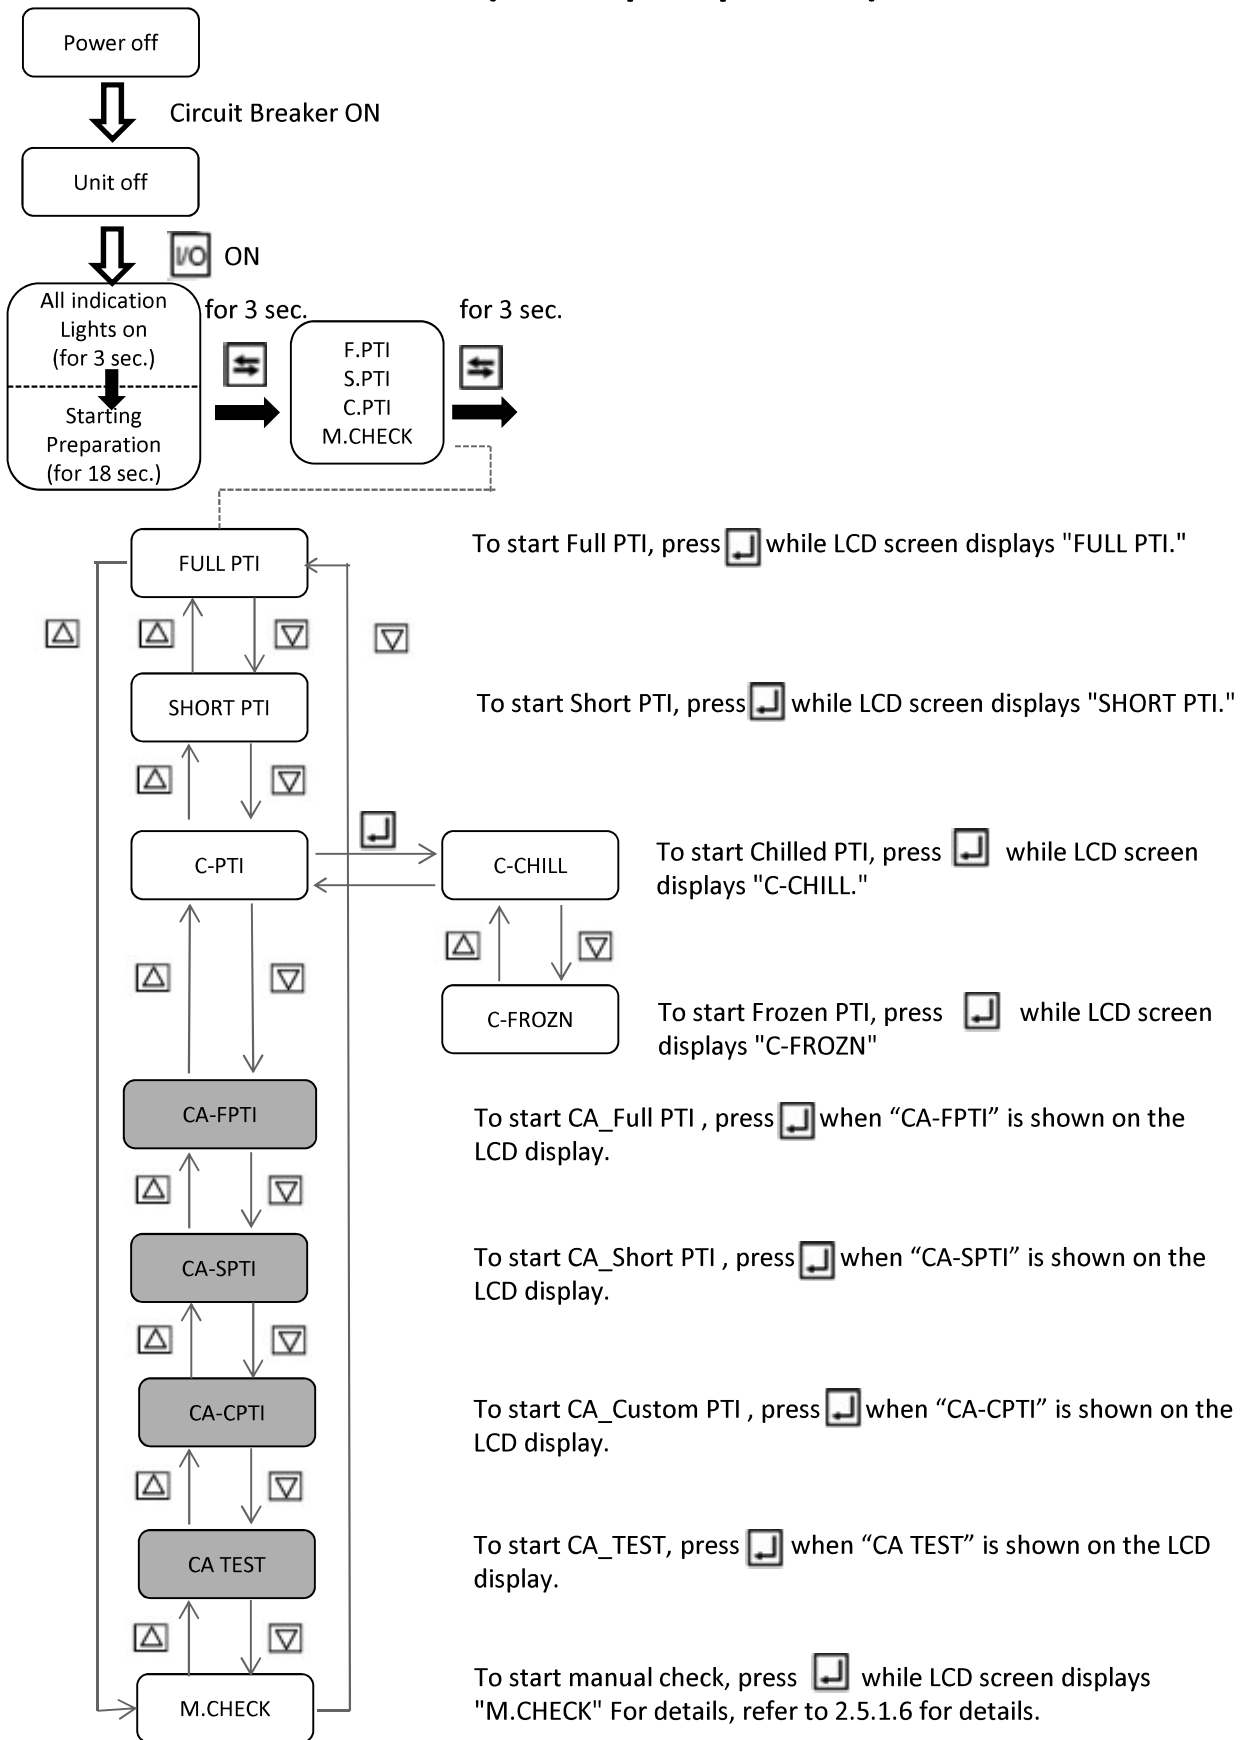 Power off
Circuit Breaker ON
Unit off
I/O ON
All indication
Lights on
(for 3 sec.)
Starting
Preparation
(for 18 sec.)
for 3 sec.
F.PTI
S.PTI
C.PTI
M.CHECK
for 3 sec.
FULL PTI
To start Full PTI, press while LCD screen displays "FULL PTI."
SHORT PTI
To start Short PTI, press while LCD screen displays "SHORT PTI."
C-PTI
C-CHILL
To start Chilled PTI, press while LCD screen
displays "C-CHILL."
C-FROZN
To start Frozen PTI, press while LCD screen
displays "C-FROZN"
CA-FPTI
To start CA_Full PTI , press when “CA-FPTI” is shown on the
LCD display.
CA-SPTI
To start CA_Short PTI , press when “CA-SPTI” is shown on the
LCD display.
CA-CPTI
To start CA_Custom PTI , press when “CA-CPTI” is shown on the
LCD display.
CA TEST
To start CA_TEST, press when “CA TEST” is shown on the LCD
display.
M.CHECK
To start manual check, press while LCD screen displays
"M.CHECK" For details, refer to 2.5.1.6 for details.